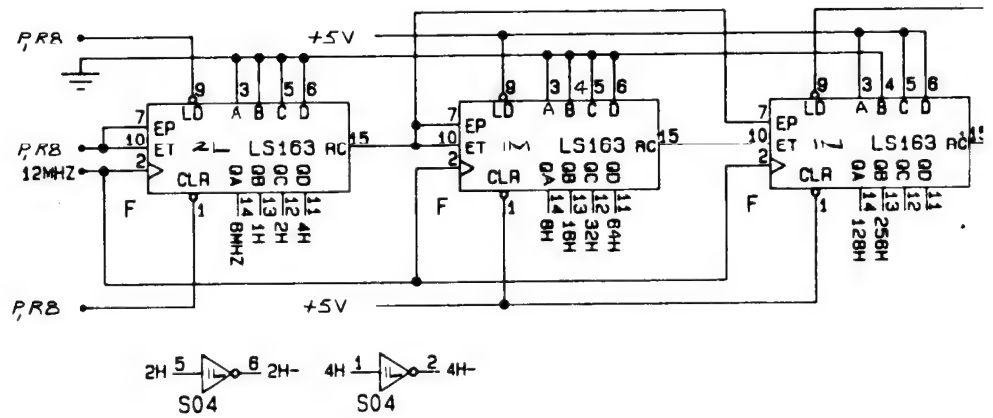 P,R8 +5V
9 3 4 5 6 9 3 4 5 6 9 3 4 5 6
LD A B C D LD A B C D LD A B C D
7 EP 7 EP 7 EP
P,R8 10 ET 2L LS163 RC 15 10 ET 1M LS163 RC 15 10 ET 1N LS163 RC 15
12MHZ 2 CLR QA QB QC QD 2 CLR QA QB QC QD 2 CLR QA QB QC QD
F 1 14 13 12 11 F 1 14 13 12 11 F 1 14 13 12 11
6MHZ 1H 2H 4H 8H 16H 32H 64H 128H 256H
P,R8 +5V
2H 5 1L 6 2H- 4H 1 1L 2 4H-
S04 S04